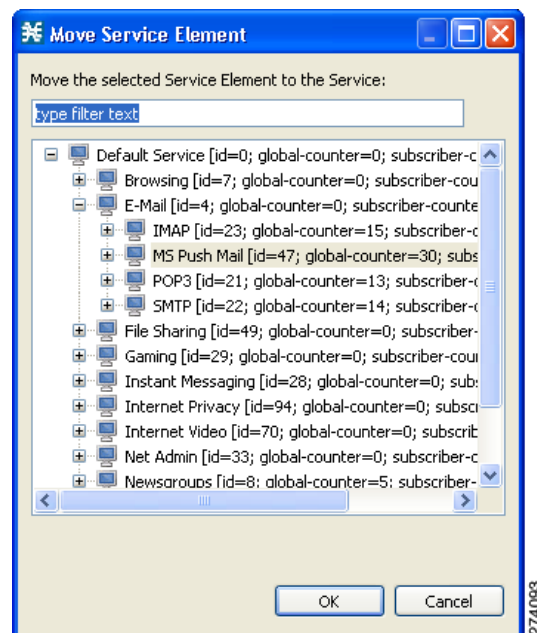 Move Service Element
Move the selected Service Element to the Service:
type filter text
Default Service [id=0; global-counter=0; subscriber-c
Browsing [id=7; global-counter=0; subscriber-cou
E-Mail [id=4; global-counter=0; subscriber-counte
IMAP [id=23; global-counter=15; subscriber-c
MS Push Mail [id=47; global-counter=30; subs
POP3 [id=21; global-counter=13; subscriber-c
SMTP [id=22; global-counter=14; subscriber-c
File Sharing [id=49; global-counter=0; subscriber-
Gaming [id=29; global-counter=0; subscriber-cou
Instant Messaging [id=28; global-counter=0; subs
Internet Privacy [id=94; global-counter=0; subscr
Internet Video [id=70; global-counter=0; subscrib
Net Admin [id=33; global-counter=0; subscriber-c
Newsgroups [id=8; global-counter=5; subscriber-
OK
Cancel
274093